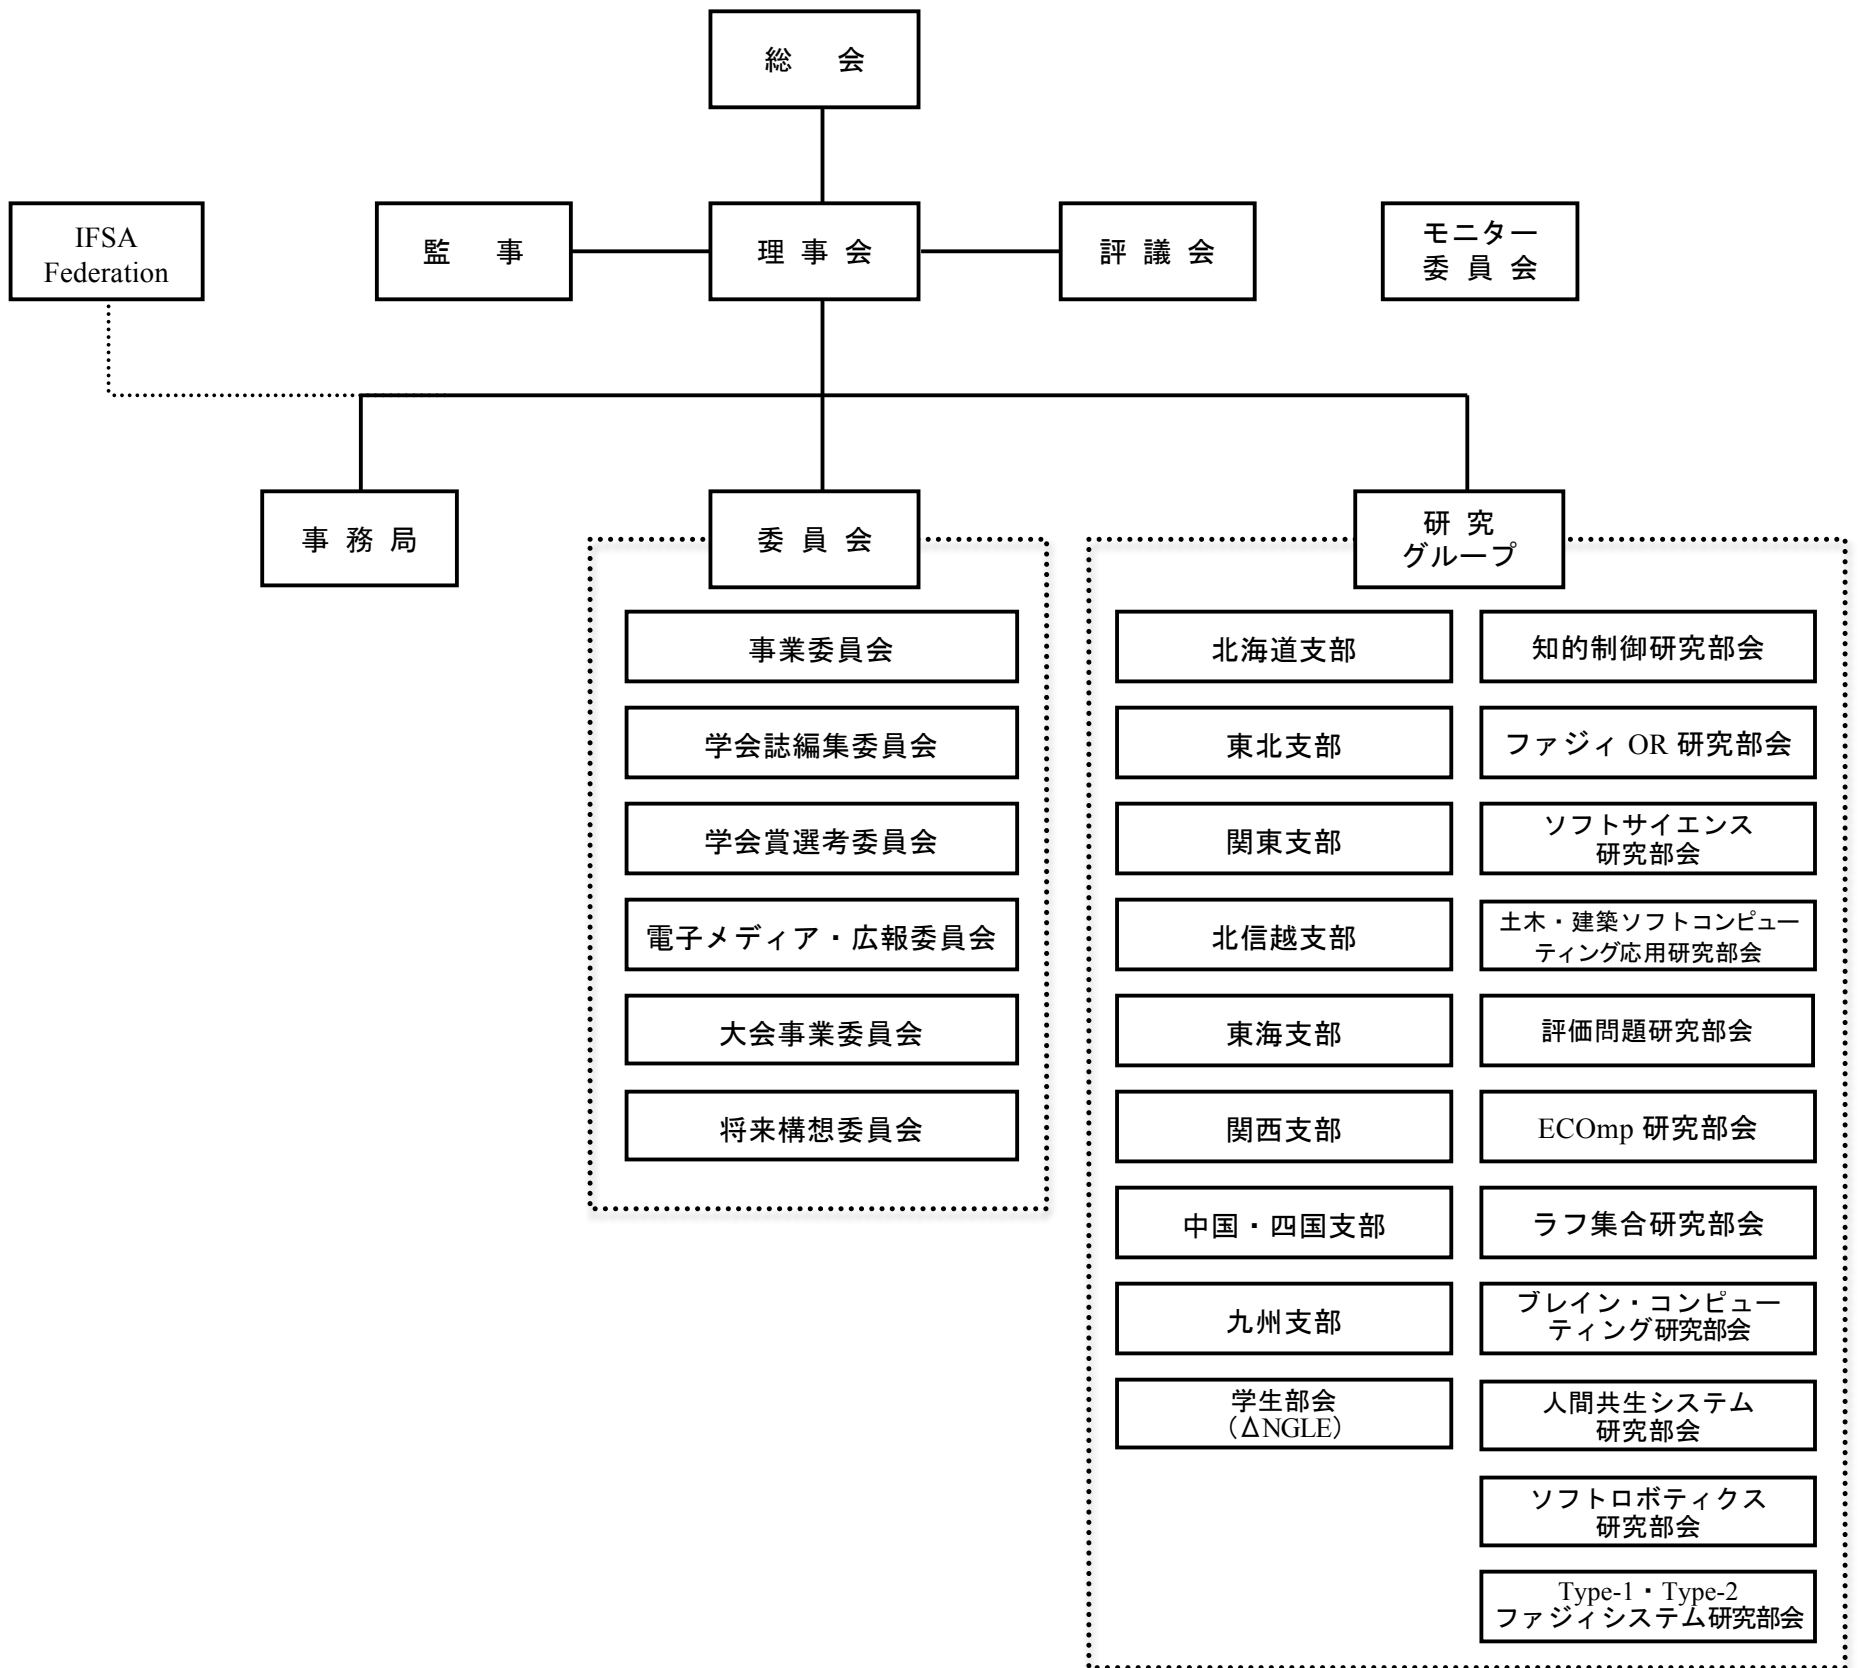 総　会
IFSA
Federation
監　事
理 事 会
評 議 会
モニター
委 員 会
事 務 局
委 員 会
研 究
グループ
事業委員会
学会誌編集委員会
学会賞選考委員会
電子メディア・広報委員会
大会事業委員会
将来構想委員会
北海道支部
東北支部
関東支部
北信越支部
東海支部
関西支部
中国・四国支部
九州支部
学生部会
（ΔNGLE）
知的制御研究部会
ファジィ OR 研究部会
ソフトサイエンス
研究部会
土木・建築ソフトコンピュー
ティング応用研究部会
評価問題研究部会
ECOmp 研究部会
ラフ集合研究部会
ブレイン・コンピュー
ティング研究部会
人間共生システム
研究部会
ソフトロボティクス
研究部会
Type-1・Type-2
ファジィシステム研究部会